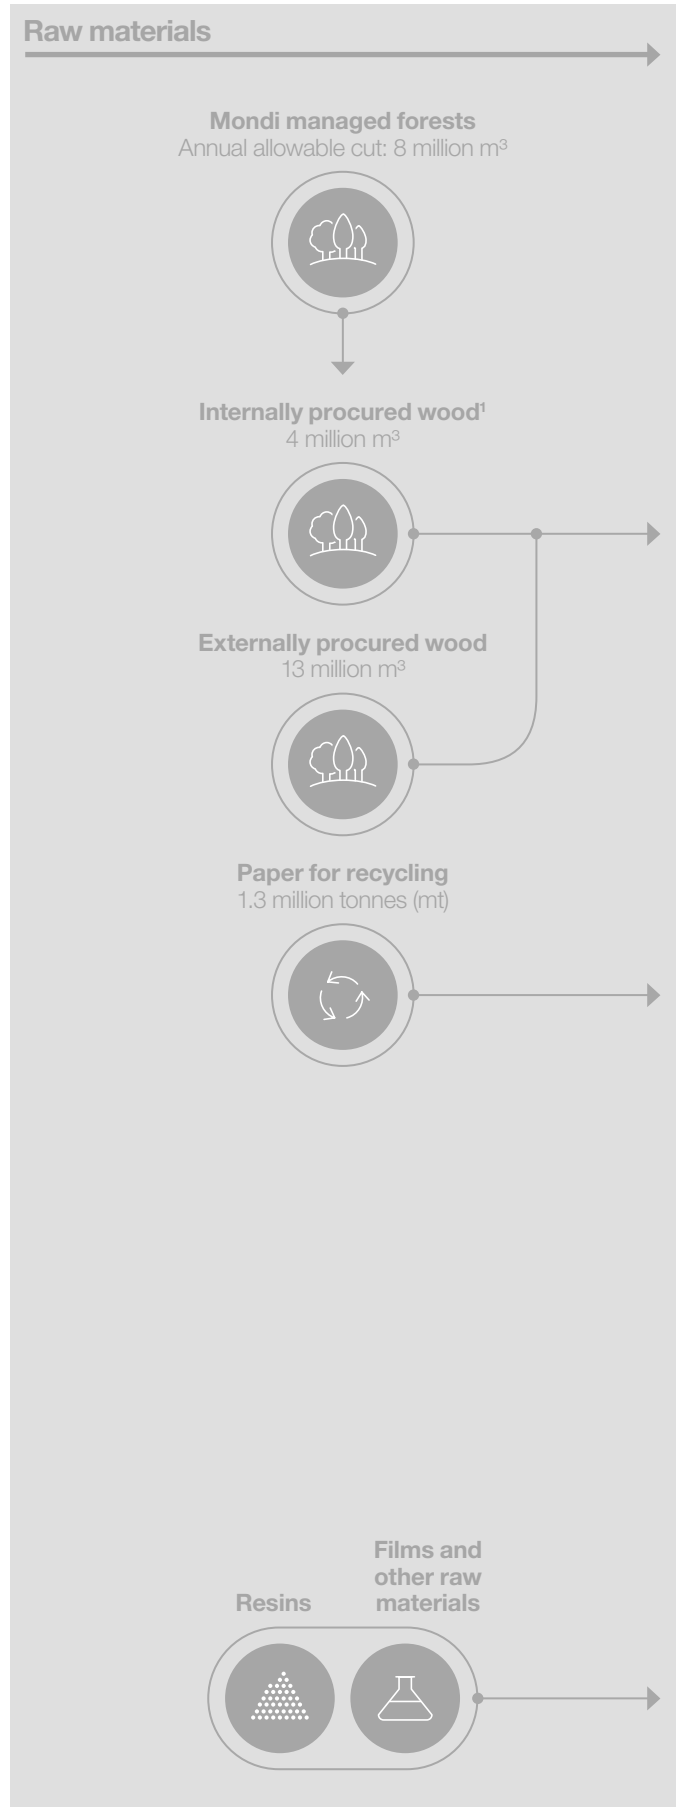 Raw materials
Mondi managed forests
Annual allowable cut: 8 million m³
Internally procured wood¹
4 million m³
Externally procured wood
13 million m³
Paper for recycling
1.3 million tonnes (mt)
Resins
Films and
other raw
materials